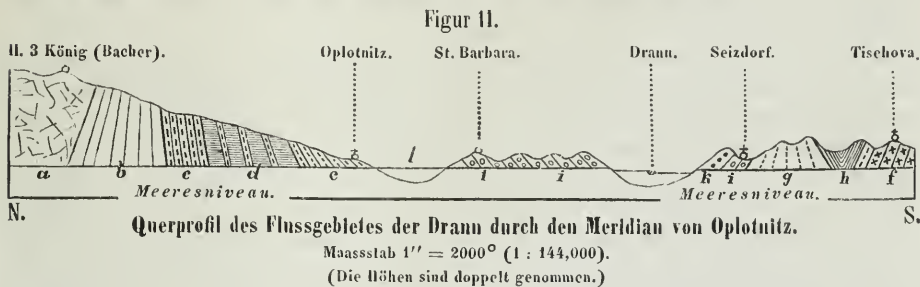 Figur 11.
H. 3 König (Bacher). Oplotnitz. St. Barbara. Drann. Seizdorf. Tischova.
l
a b c d e i i k i g h f
Meeresniveau. Meeresniveau.
N. S.
Querprofil des Flussgebietes der Drann durch den Meridian von Oplotnitz.
Maassstab 1′′ = 2000° (1 : 144,000).
(Die Höhen sind doppelt genommen.)